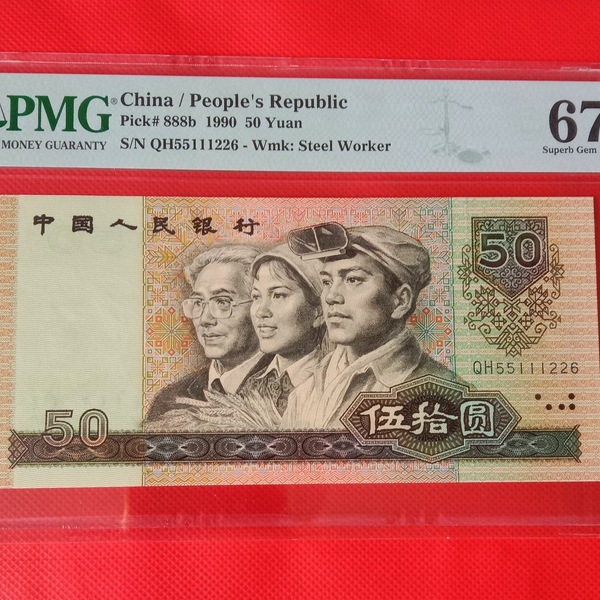 PMG® China / People's Republic
Pick# 888b 1990 50 Yuan
MONEY GUARANTY S/N QH55111226 - Wmk: Steel Worker
67
Superb Gem
中国人民银行
50
QH55111226
50
伍拾圆